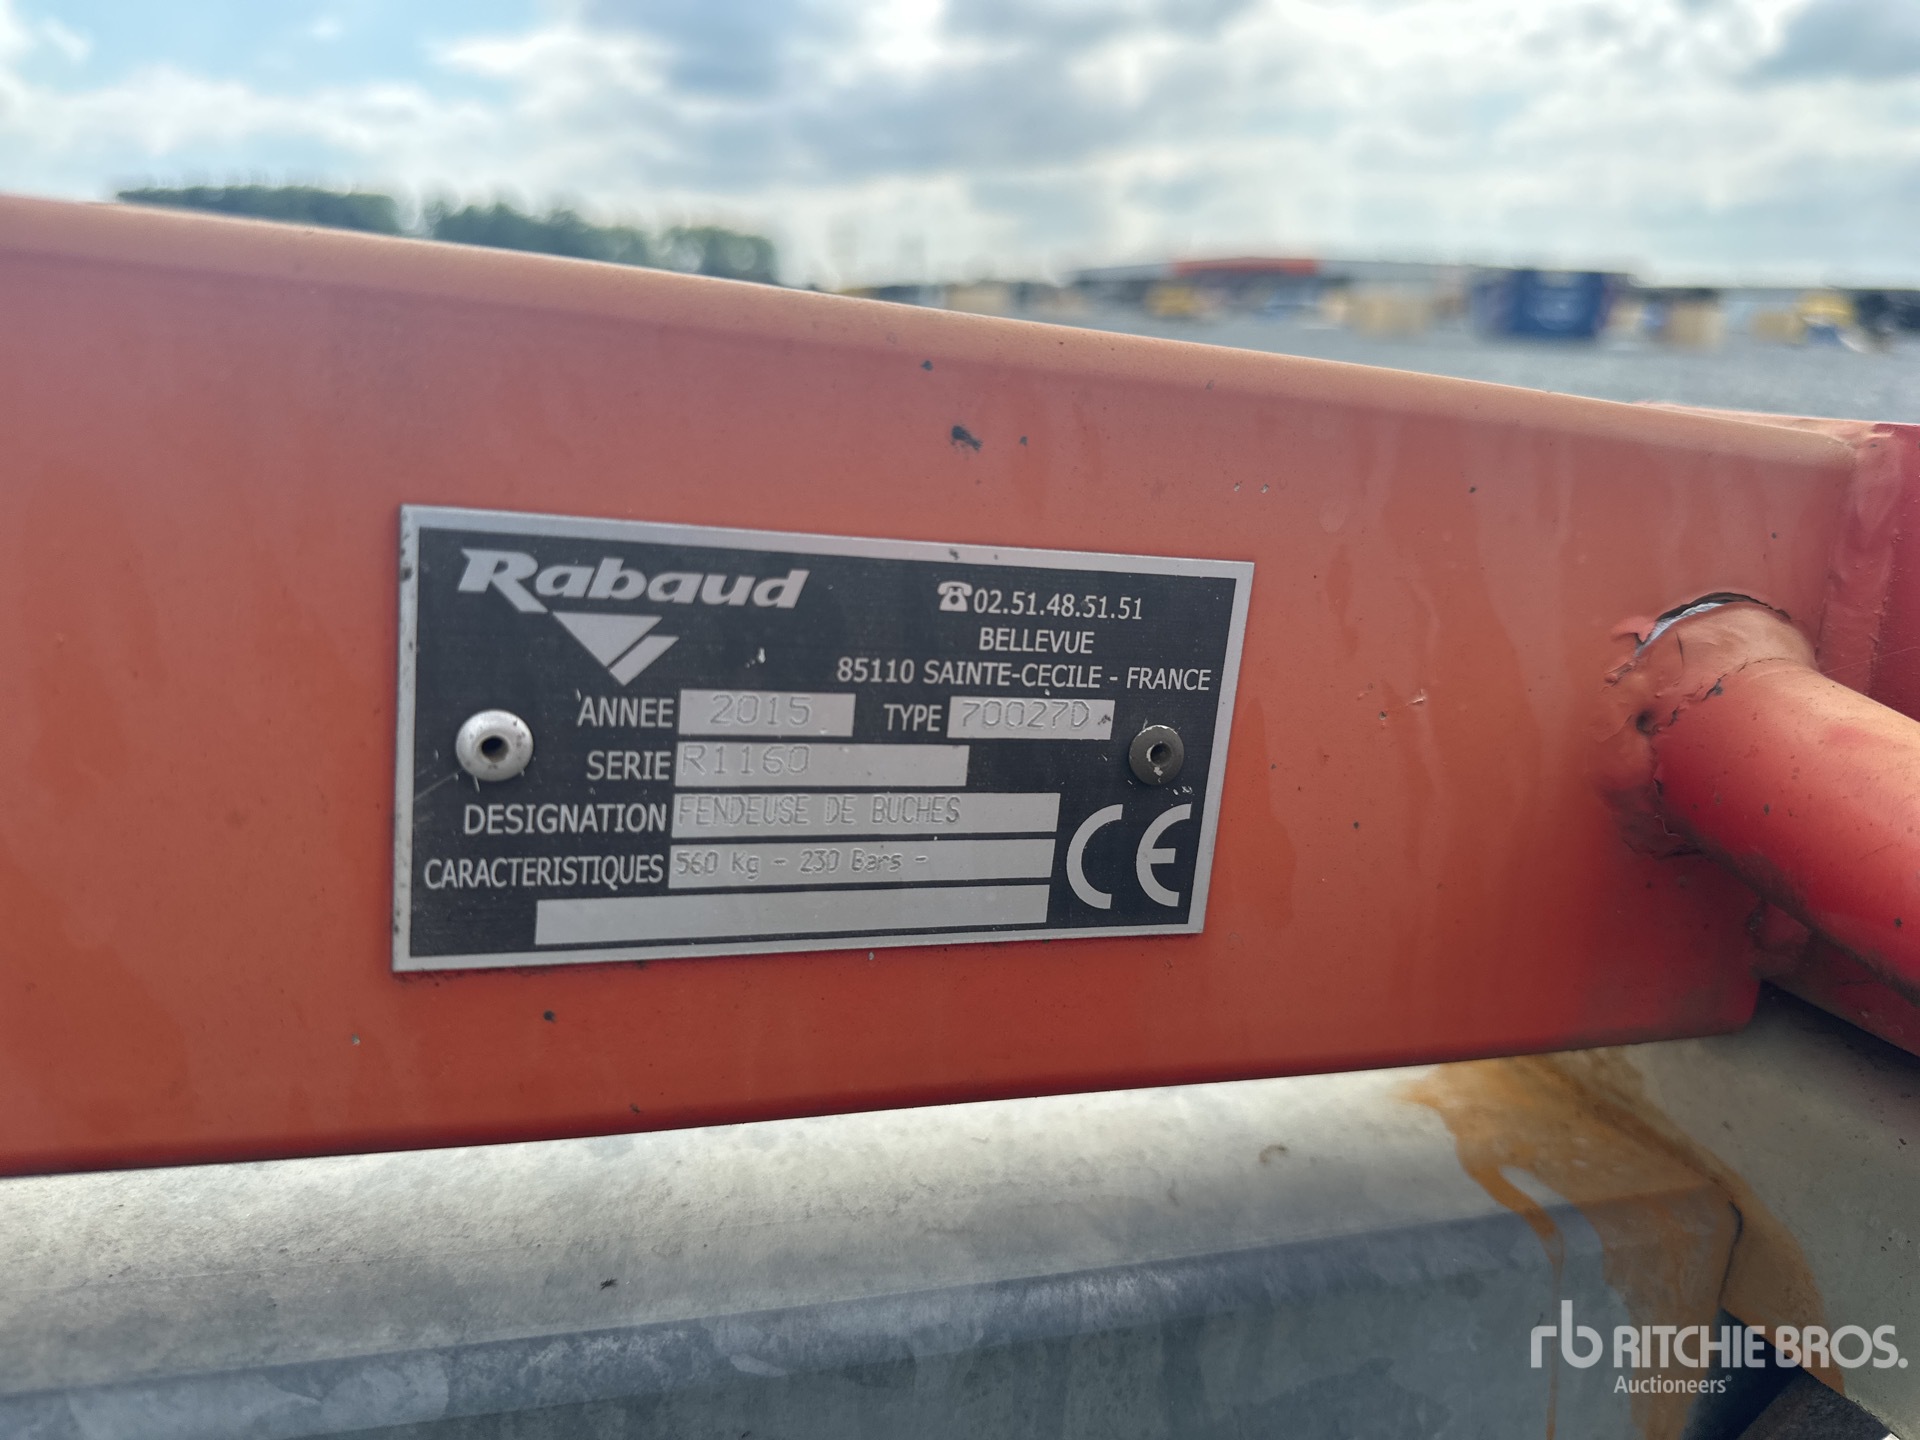 Rabaud
☎02.51.48.51.51
BELLEVUE
85110 SAINTE-CECILE - FRANCE
ANNEE 2015 TYPE 70027D
SERIE R1160
DESIGNATION FENDEUSE DE BUCHES
CARACTERISTIQUES 560 Kg - 230 Bars -
CE
rb RITCHIE BROS.
Auctioneers